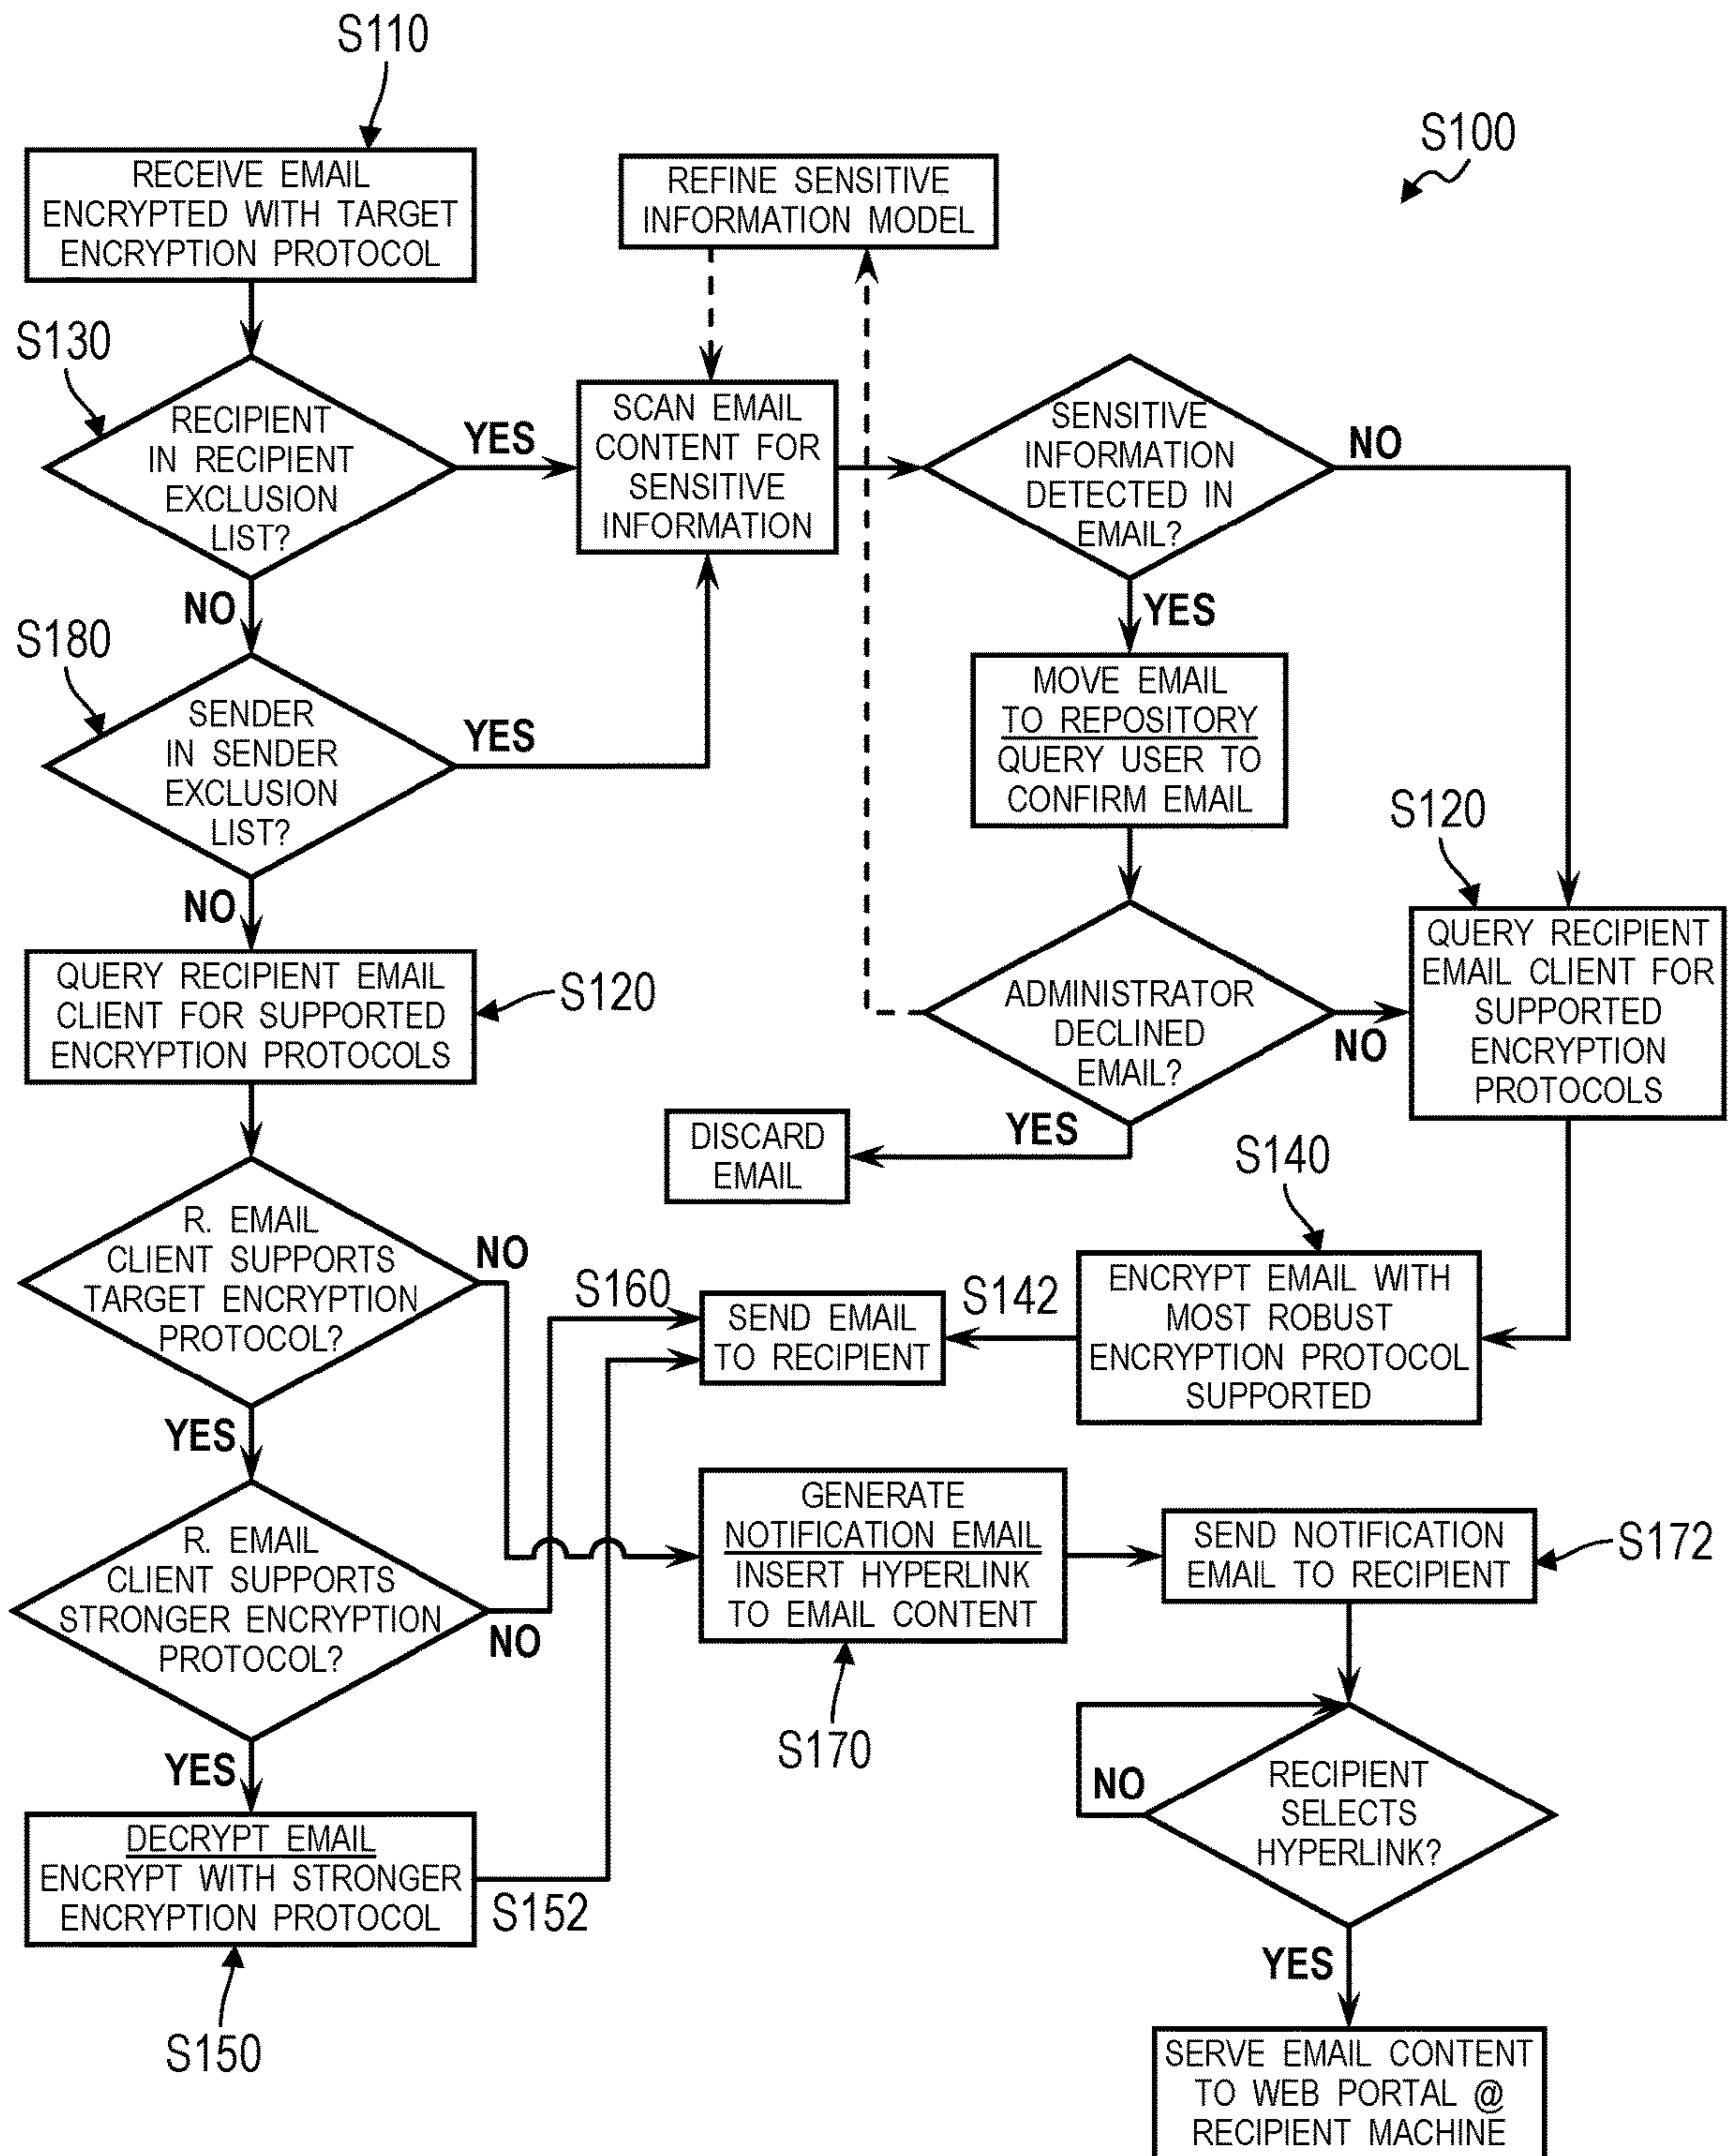 S110
S100
RECEIVE EMAIL
ENCRYPTED WITH TARGET
ENCRYPTION PROTOCOL
REFINE SENSITIVE
INFORMATION MODEL
S130
RECIPIENT
IN RECIPIENT
EXCLUSION
LIST?
YES
NO
SCAN EMAIL
CONTENT FOR
SENSITIVE
INFORMATION
SENSITIVE
INFORMATION
DETECTED IN
EMAIL?
NO
YES
S180
SENDER
IN SENDER
EXCLUSION
LIST?
YES
NO
MOVE EMAIL
TO REPOSITORY
QUERY USER TO
CONFIRM EMAIL
S120
QUERY RECIPIENT
EMAIL CLIENT FOR
SUPPORTED
ENCRYPTION
PROTOCOLS
QUERY RECIPIENT EMAIL
CLIENT FOR SUPPORTED
ENCRYPTION PROTOCOLS
S120
ADMINISTRATOR
DECLINED
EMAIL?
NO
YES
DISCARD
EMAIL
S140
R. EMAIL
CLIENT SUPPORTS
TARGET ENCRYPTION
PROTOCOL?
NO
YES
S160
SEND EMAIL
TO RECIPIENT
S142
ENCRYPT EMAIL WITH
MOST ROBUST
ENCRYPTION PROTOCOL
SUPPORTED
R. EMAIL
CLIENT SUPPORTS
STRONGER ENCRYPTION
PROTOCOL?
NO
YES
GENERATE
NOTIFICATION EMAIL
INSERT HYPERLINK
TO EMAIL CONTENT
S170
SEND NOTIFICATION
EMAIL TO RECIPIENT
S172
DECRYPT EMAIL
ENCRYPT WITH STRONGER
ENCRYPTION PROTOCOL
S152
S150
NO
RECIPIENT
SELECTS
HYPERLINK?
YES
SERVE EMAIL CONTENT
TO WEB PORTAL @
RECIPIENT MACHINE